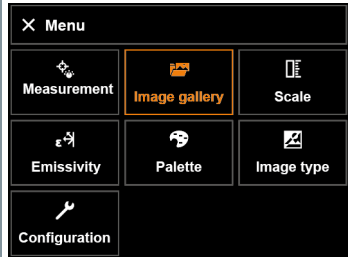 Menu
Measurement
Image gallery
Scale
ε
Emissivity
Palette
Image type
Configuration